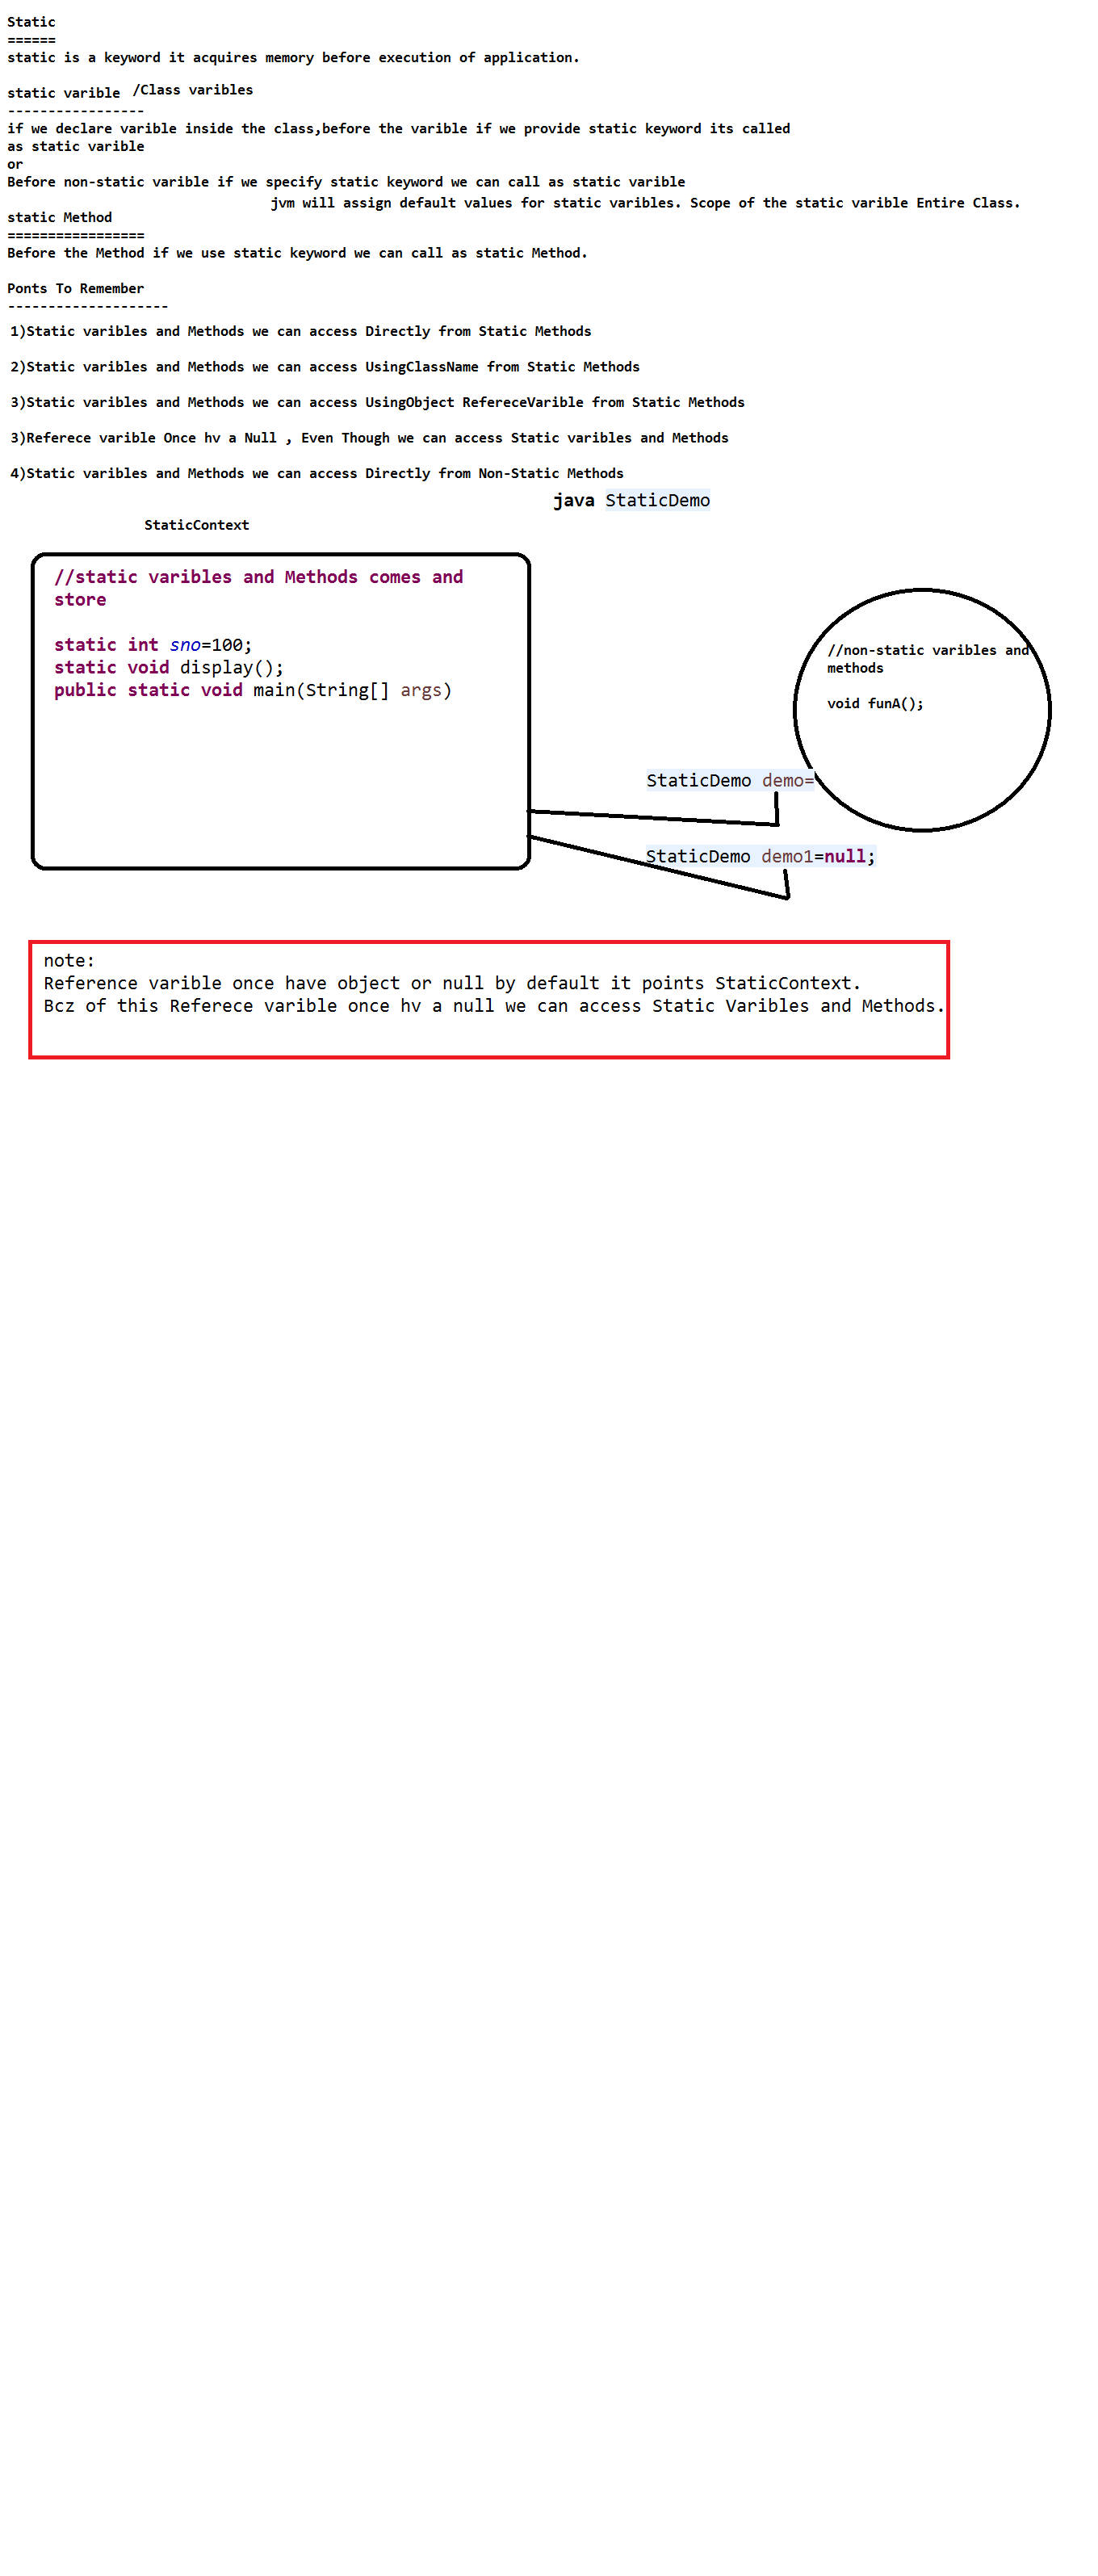 Static
======
static is a keyword it acquires memory before execution of application.
static varible /Class varibles
-----------------
if we declare varible inside the class,before the varible if we provide static keyword its called
as static varible
or
Before non-static varible if we specify static keyword we can call as static varible
jvm will assign default values for static varibles. Scope of the static varible Entire Class.
static Method
=================
Before the Method if we use static keyword we can call as static Method.
Ponts To Remember
--------------------
1)Static varibles and Methods we can access Directly from Static Methods
2)Static varibles and Methods we can access UsingClassName from Static Methods
3)Static varibles and Methods we can access UsingObject RefereceVarible from Static Methods
3)Referece varible Once hv a Null , Even Though we can access Static varibles and Methods
4)Static varibles and Methods we can access Directly from Non-Static Methods
java StaticDemo
StaticContext
//static varibles and Methods comes and
store
static int sno=100;
static void display();
public static void main(String[] args)
//non-static varibles and
methods
void funA();
StaticDemo demo=
StaticDemo demo1=null;
note:
Reference varible once have object or null by default it points StaticContext.
Bcz of this Referece varible once hv a null we can access Static Varibles and Methods.